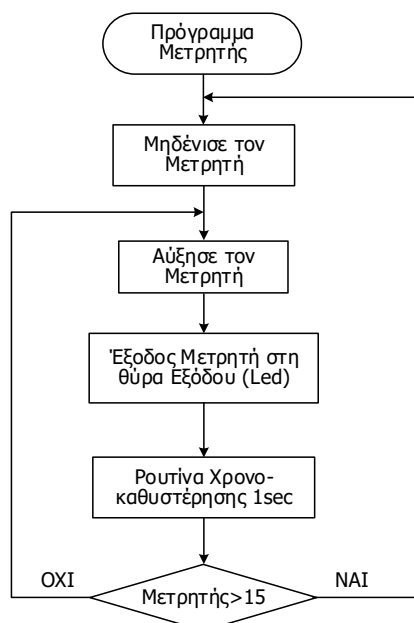 Πρόγραμμα
Μετρητής
Μηδένισε τον
Μετρητή
Αύξησε τον
Μετρητή
Έξοδος Μετρητή στη
θύρα Εξόδου (Led)
Ρουτίνα Χρονο-
καθυστέρησης 1sec
ΟΧΙ
ΝΑΙ
Μετρητής>15